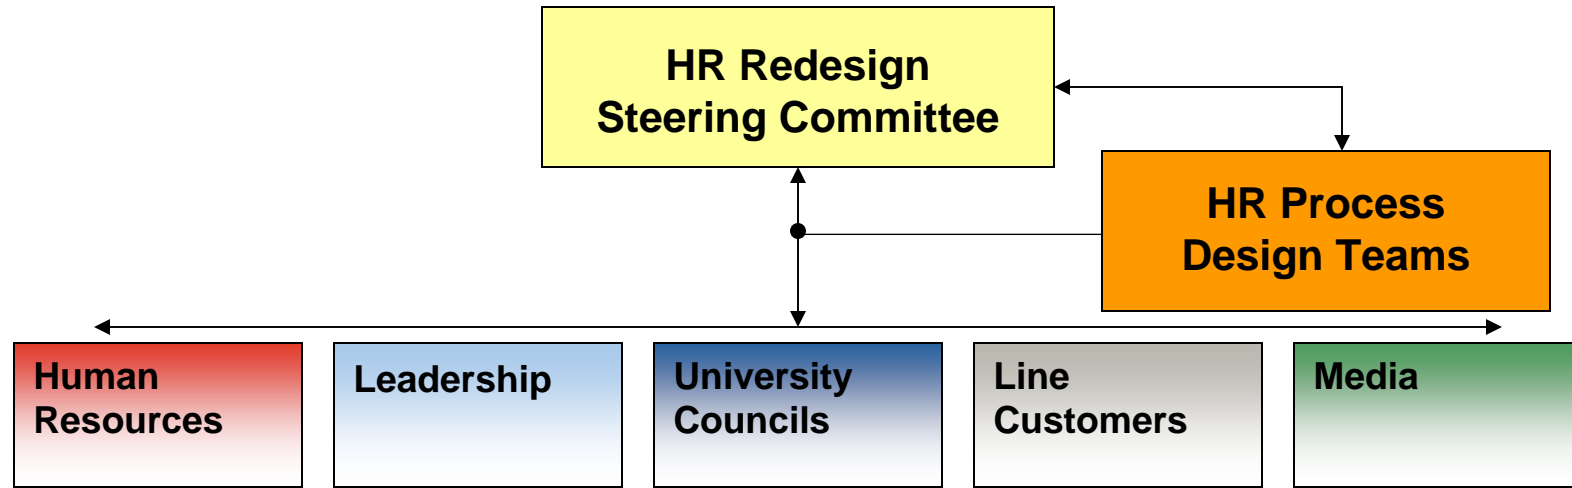 HR Redesign
Steering Committee
HR Process
Design Teams
Human
Resources
Leadership
University
Councils
Line
Customers
Media